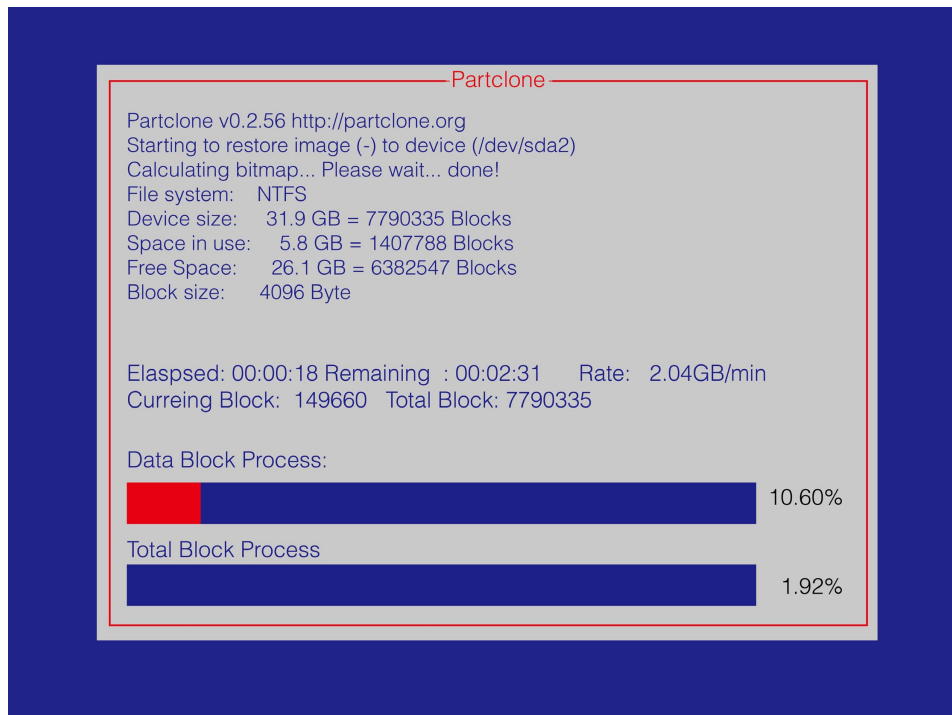 Partclone
Partclone v0.2.56 http://partclone.org
Starting to restore image (-) to device (/dev/sda2)
Calculating bitmap... Please wait... done!
File system: NTFS
Device size: 31.9 GB = 7790335 Blocks
Space in use: 5.8 GB = 1407788 Blocks
Free Space: 26.1 GB = 6382547 Blocks
Block size: 4096 Byte
Elaspsed: 00:00:18 Remaining : 00:02:31 Rate: 2.04GB/min
Curreing Block: 149660 Total Block: 7790335
Data Block Process:
10.60%
Total Block Process
1.92%